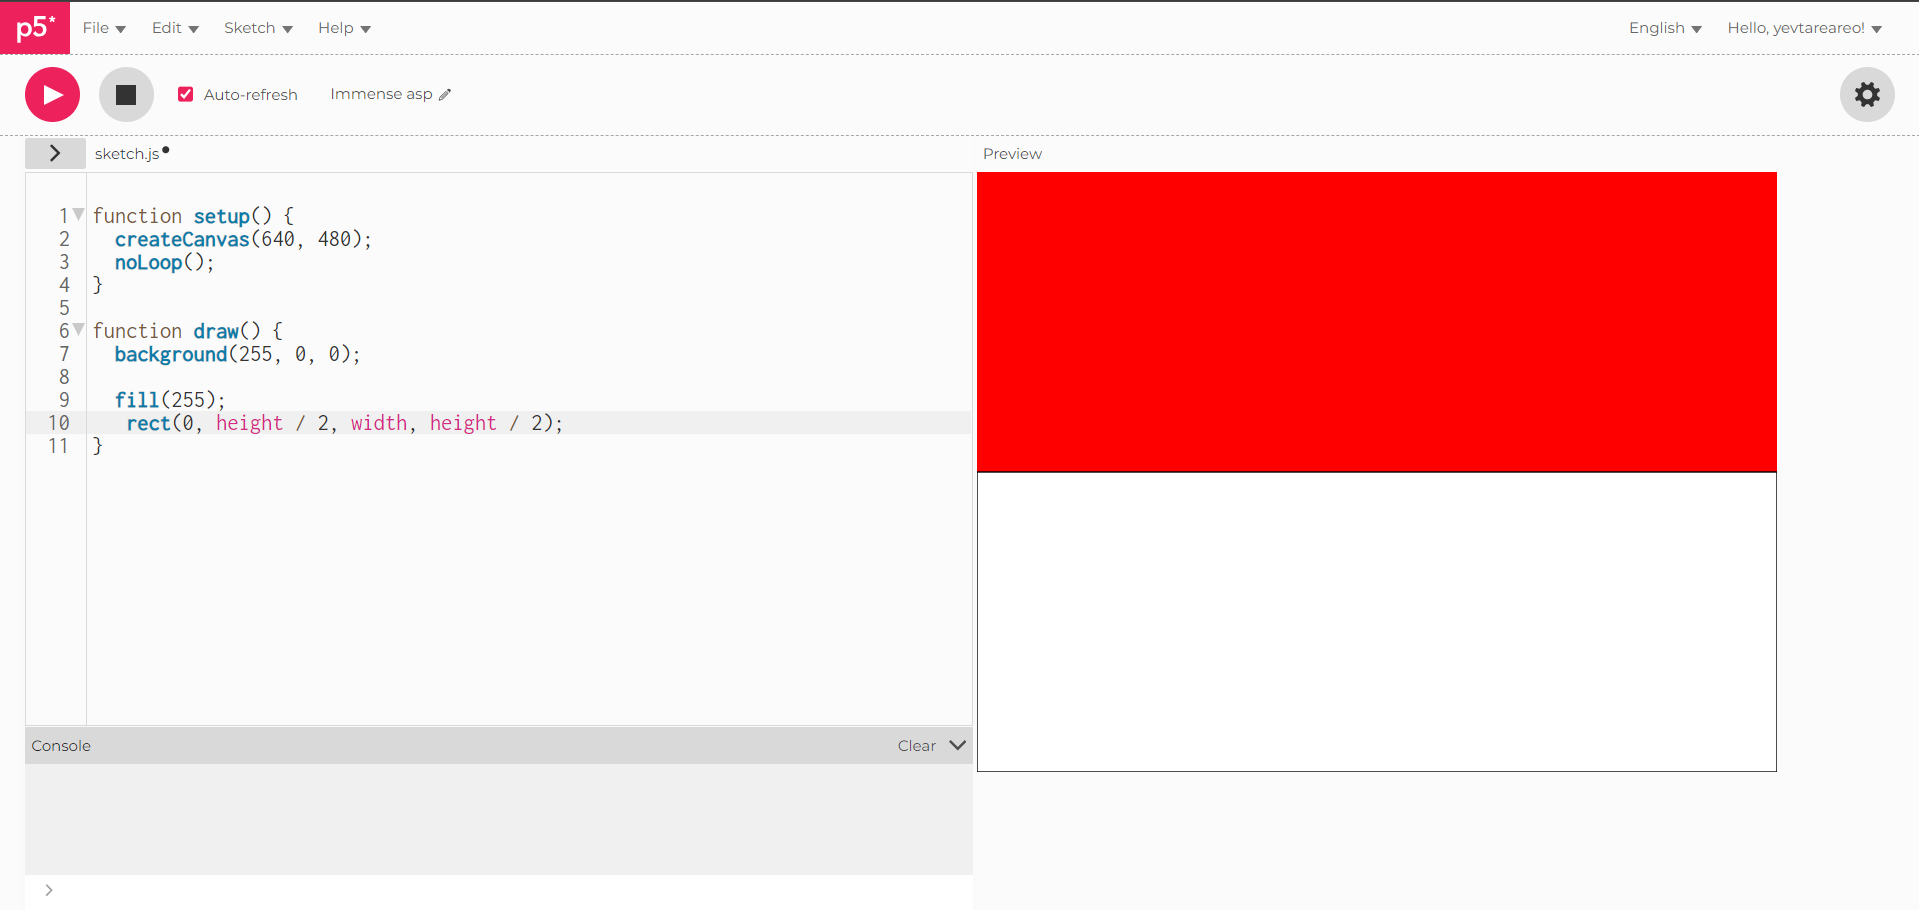 p5* File Edit Sketch Help English Hello, yevtareareo!
Auto-refresh Immense asp
> sketch.js● Preview
1 function setup() {
2   createCanvas(640, 480);
3   noLoop();
4 }
5
6 function draw() {
7   background(255, 0, 0);
8
9   fill(255);
10    rect(0, height / 2, width, height / 2);
11 }
Console Clear
>